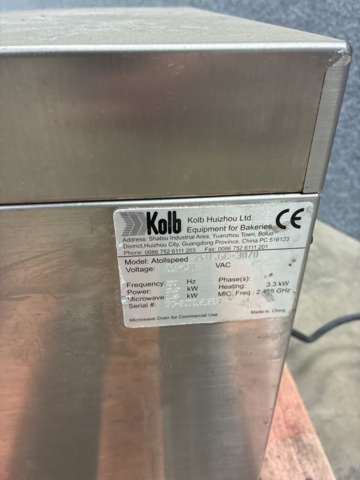 Kolb Kolb Huizhou Ltd. CE
Equipment for Bakeries
Address: Shatou Industrial Area, Yuanzhou Town, Boluo
District,Huizhou City, Guangdong Province, China PC 516123
Phone: 0086 752 6111 203 Fax: 0086 752 6111 201
Model: Atollspeed
Voltage: VAC
Frequency: Hz Phase(s):
Power: kW Heating: 3.3 kW
Microwave: kW MIC. Freq.: 2.455 GHz
Serial #:
Microwave Oven for Commercial Use Made in China